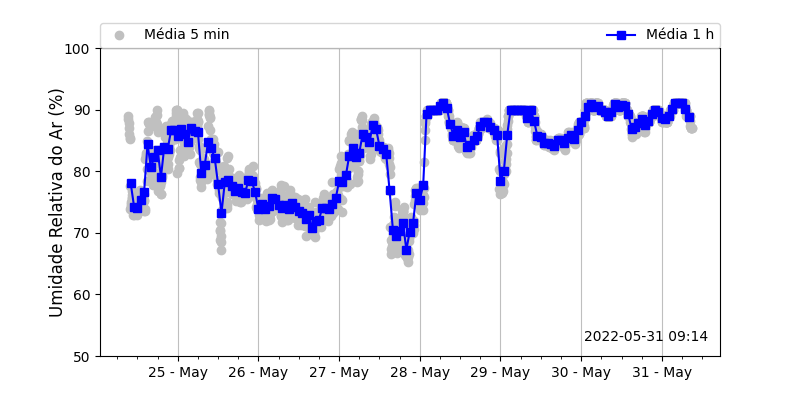 Média 5 min
Média 1 h
Umidade Relativa do Ar (%)
100
90
80
70
60
50
2022-05-31 09:14
25 - May
26 - May
27 - May
28 - May
29 - May
30 - May
31 - May